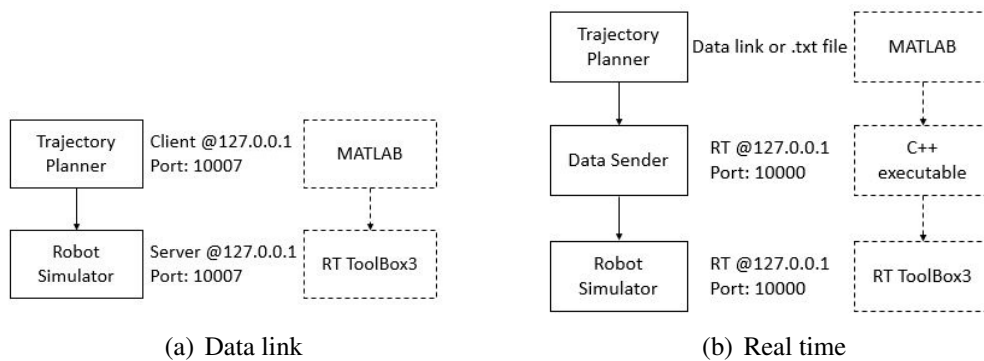 Trajectory
Planner
Client @127.0.0.1
Port: 10007
MATLAB
Robot
Simulator
Server @127.0.0.1
Port: 10007
RT ToolBox3
(a) Data link
Trajectory
Planner
Data link or .txt file
MATLAB
Data Sender
RT @127.0.0.1
Port: 10000
C++
executable
Robot
Simulator
RT @127.0.0.1
Port: 10000
RT ToolBox3
(b) Real time